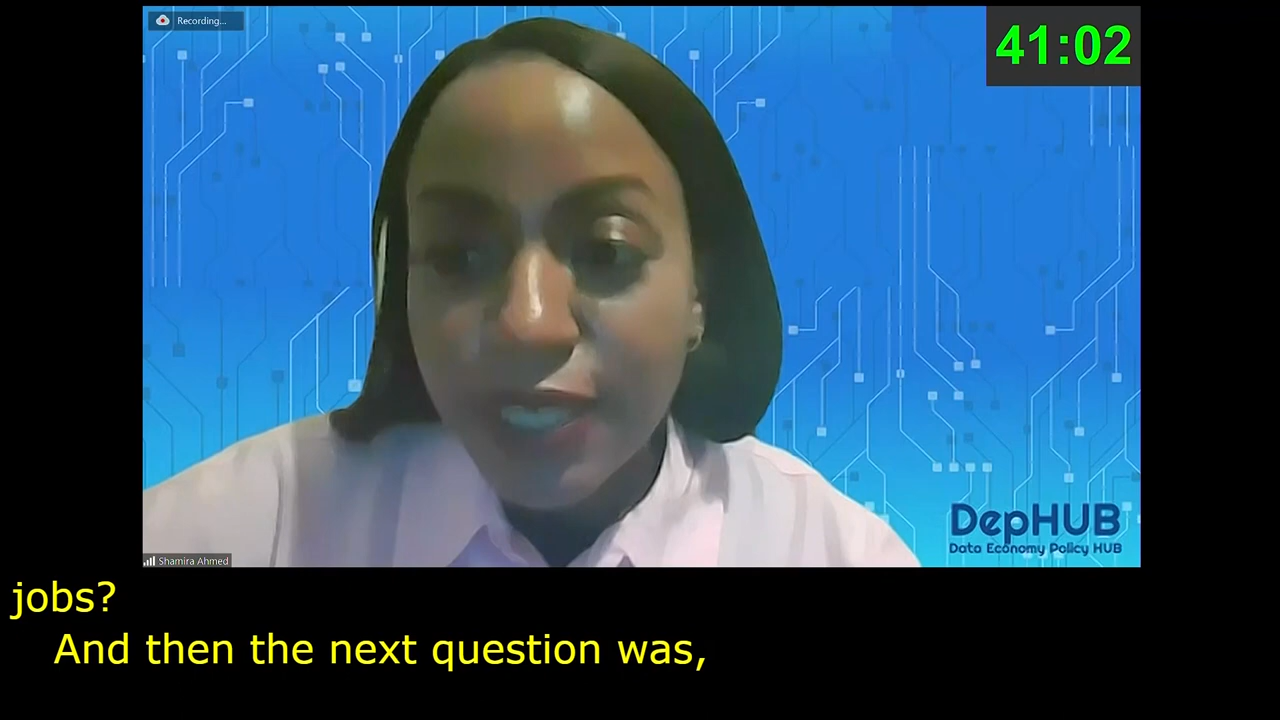 Recording...
41:02
DepHUB
Data Economy Policy HUB
Shamira Ahmed
jobs?
And then the next question was,